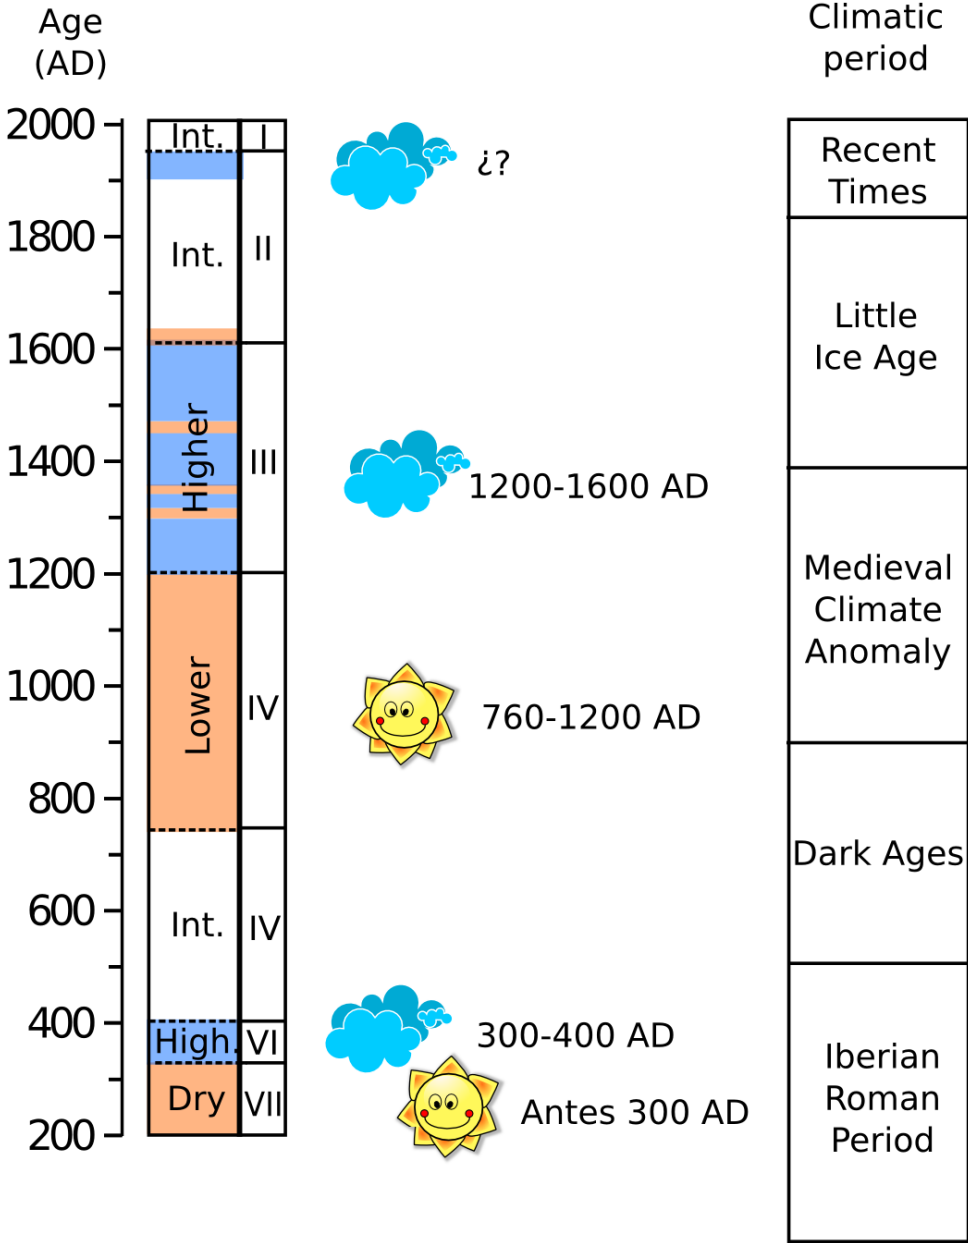 Age
(AD)
Climatic
period
2000
1800
1600
1400
1200
1000
800
600
400
200
Int.
I
Int.
II
Higher
III
Lower
IV
Int.
IV
High.
VI
Dry
VII
¿?
1200-1600 AD
760-1200 AD
300-400 AD
Antes 300 AD
Recent
Times
Little
Ice Age
Medieval
Climate
Anomaly
Dark Ages
Iberian
Roman
Period